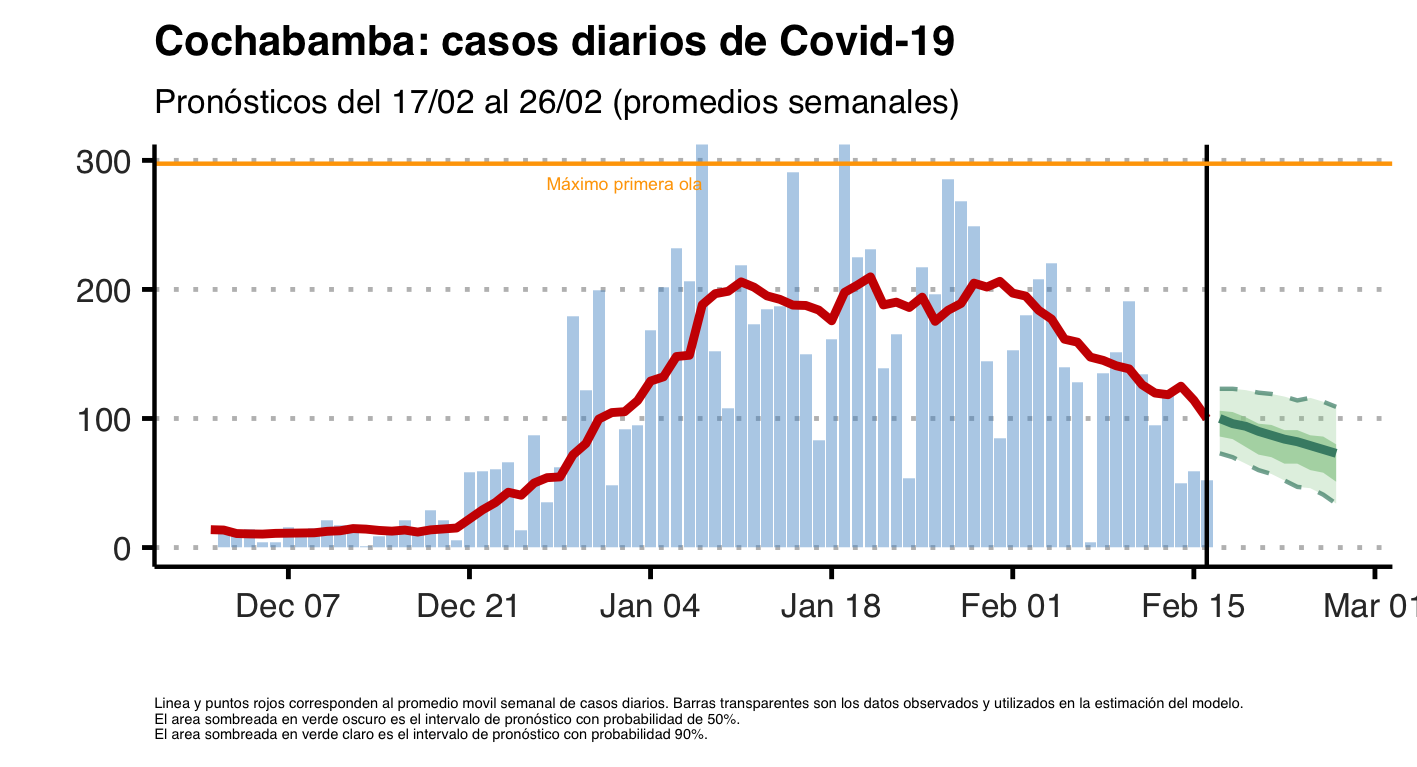 Cochabamba: casos diarios de Covid-19
Pronósticos del 17/02 al 26/02 (promedios semanales)
300
Máximo primera ola
200
100
0
Dec 07 Dec 21 Jan 04 Jan 18 Feb 01 Feb 15 Mar 01
Linea y puntos rojos corresponden al promedio movil semanal de casos diarios. Barras transparentes son los datos observados y utilizados en la estimación del modelo.
El area sombreada en verde oscuro es el intervalo de pronóstico con probabilidad de 50%.
El area sombreada en verde claro es el intervalo de pronóstico con probabilidad 90%.